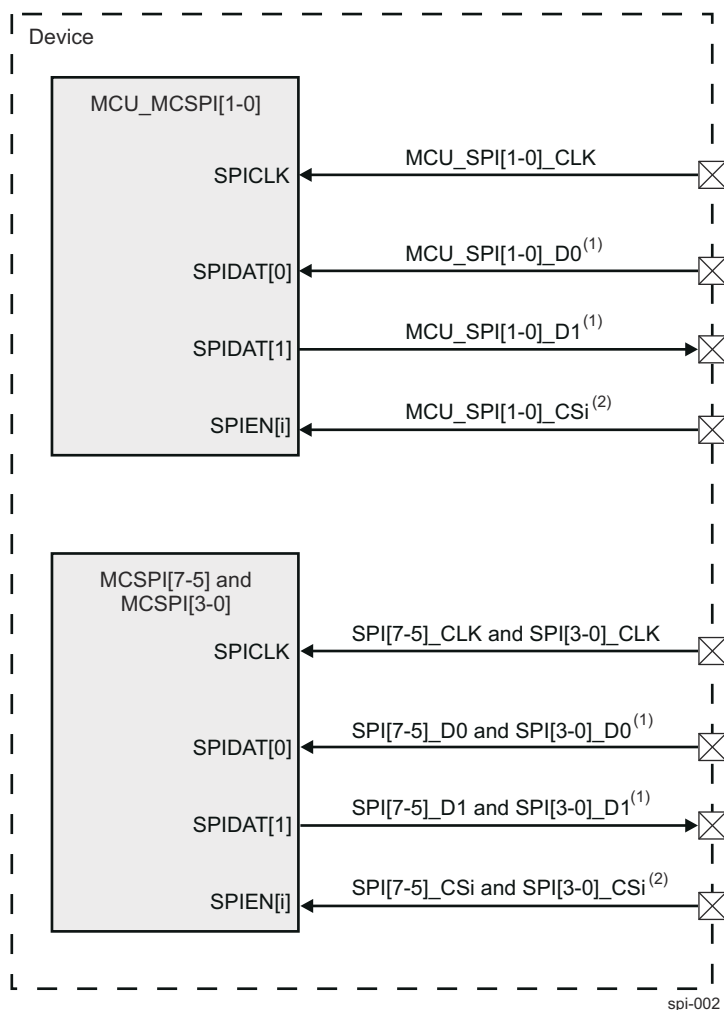 Device
MCU_MCSPI[1-0]
SPICLK
MCU_SPI[1-0]_CLK
SPIDAT[0]
MCU_SPI[1-0]_D0(1)
SPIDAT[1]
MCU_SPI[1-0]_D1(1)
SPIEN[i]
MCU_SPI[1-0]_CSi(2)
MCSPI[7-5] and
MCSPI[3-0]
SPICLK
SPI[7-5]_CLK and SPI[3-0]_CLK
SPIDAT[0]
SPI[7-5]_D0 and SPI[3-0]_D0(1)
SPIDAT[1]
SPI[7-5]_D1 and SPI[3-0]_D1(1)
SPIEN[i]
SPI[7-5]_CSi and SPI[3-0]_CSi(2)
spi-002